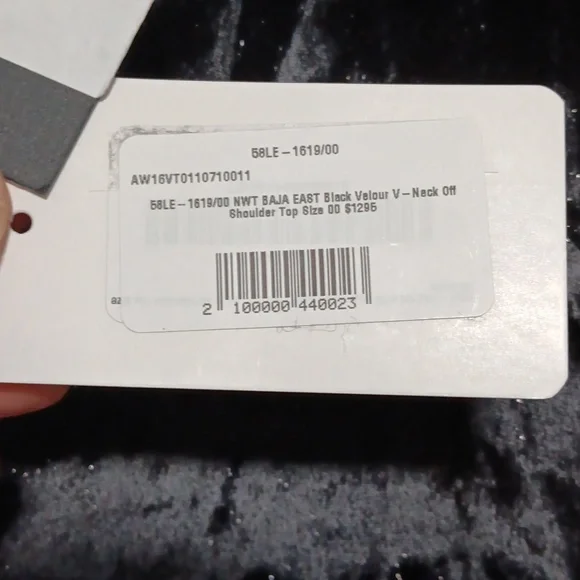 58LE-1619/00
AW16VT0110710011
58LE-1619/00 NWT BAJA EAST Black Velour V-Neck Off
Shoulder Top Size 00 $1295
2 100000 440023